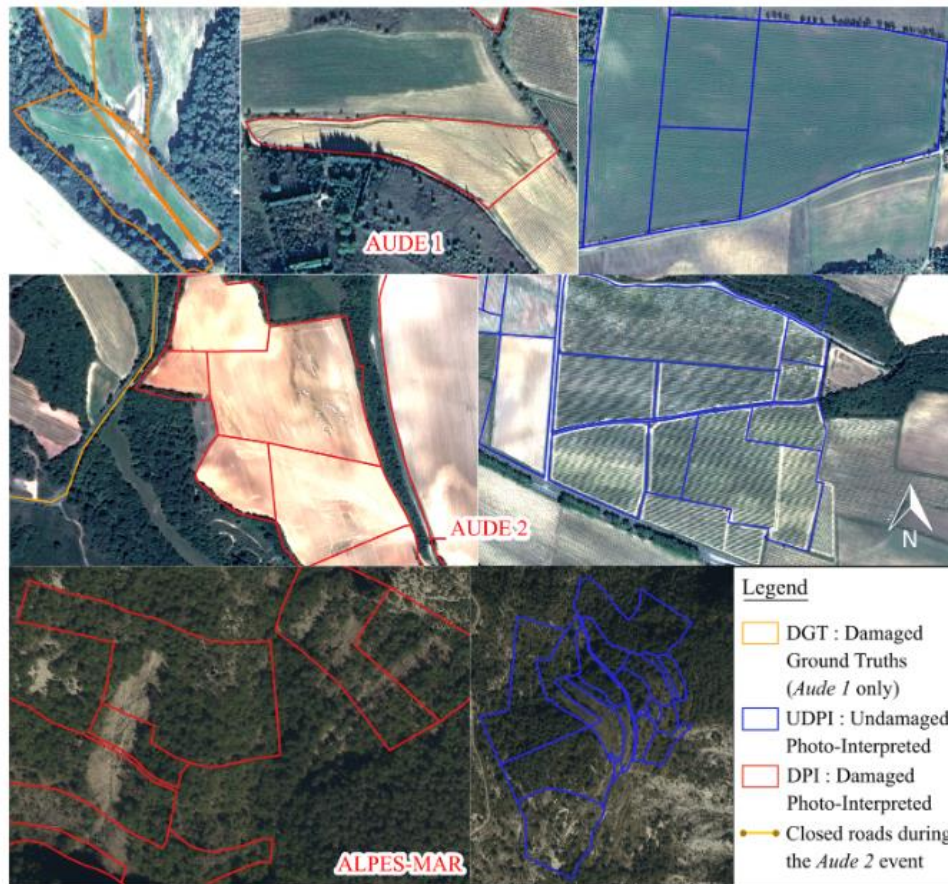 AUDE 1
AUDE 2
N
ALPES-MAR
Legend
DGT : Damaged
Ground Truths
(Aude 1 only)
UDPI : Undamaged
Photo-Interpreted
DPI : Damaged
Photo-Interpreted
Closed roads during
the Aude 2 event